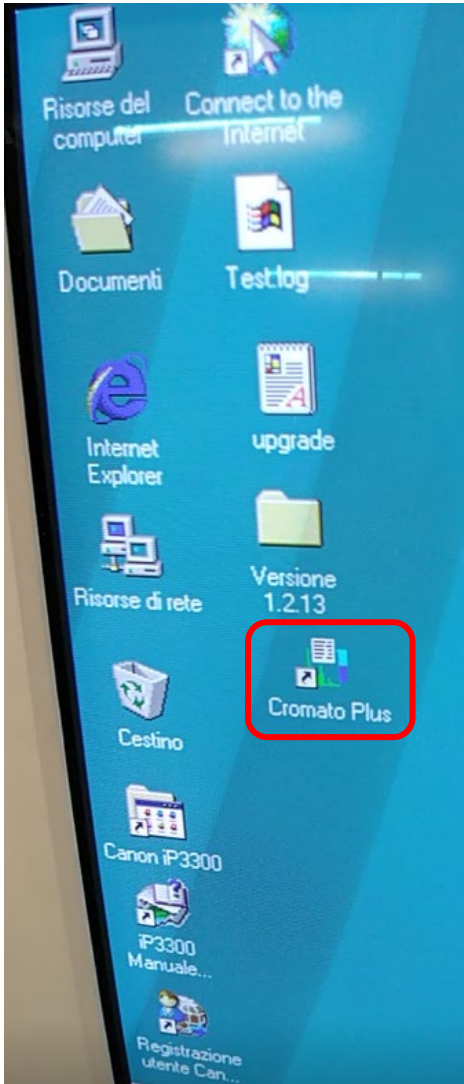 Risore del
computer
Connect to the
Internet
Documenti
Test.log
Internet
Explorer
upgrade
Risorse di rete
Versione
1.2.13
Cestino
Cromato Plus
Canon iP3300
iP3300
Manuale...
Registrazione
utente Can...